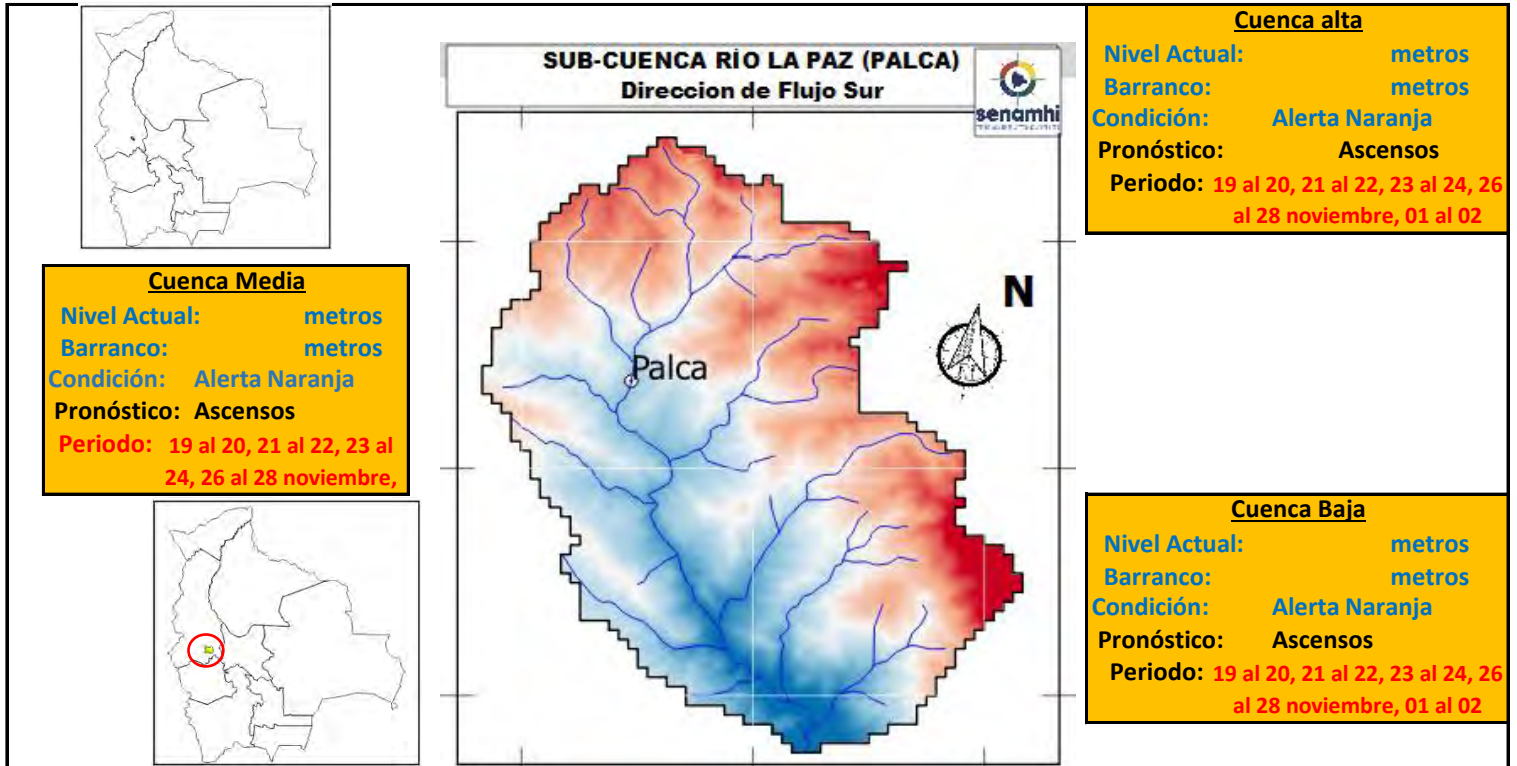 SUB-CUENCA RÍO LA PAZ (PALCA)
Direccion de Flujo Sur
senamhi
N
Palca
Cuenca alta
Nivel Actual: metros
Barranco: metros
Condición: Alerta Naranja
Pronóstico: Ascensos
Periodo: 19 al 20, 21 al 22, 23 al 24, 26
al 28 noviembre, 01 al 02
Cuenca Media
Nivel Actual: metros
Barranco: metros
Condición: Alerta Naranja
Pronóstico: Ascensos
Periodo: 19 al 20, 21 al 22, 23 al
24, 26 al 28 noviembre,
Cuenca Baja
Nivel Actual: metros
Barranco: metros
Condición: Alerta Naranja
Pronóstico: Ascensos
Periodo: 19 al 20, 21 al 22, 23 al 24, 26
al 28 noviembre, 01 al 02